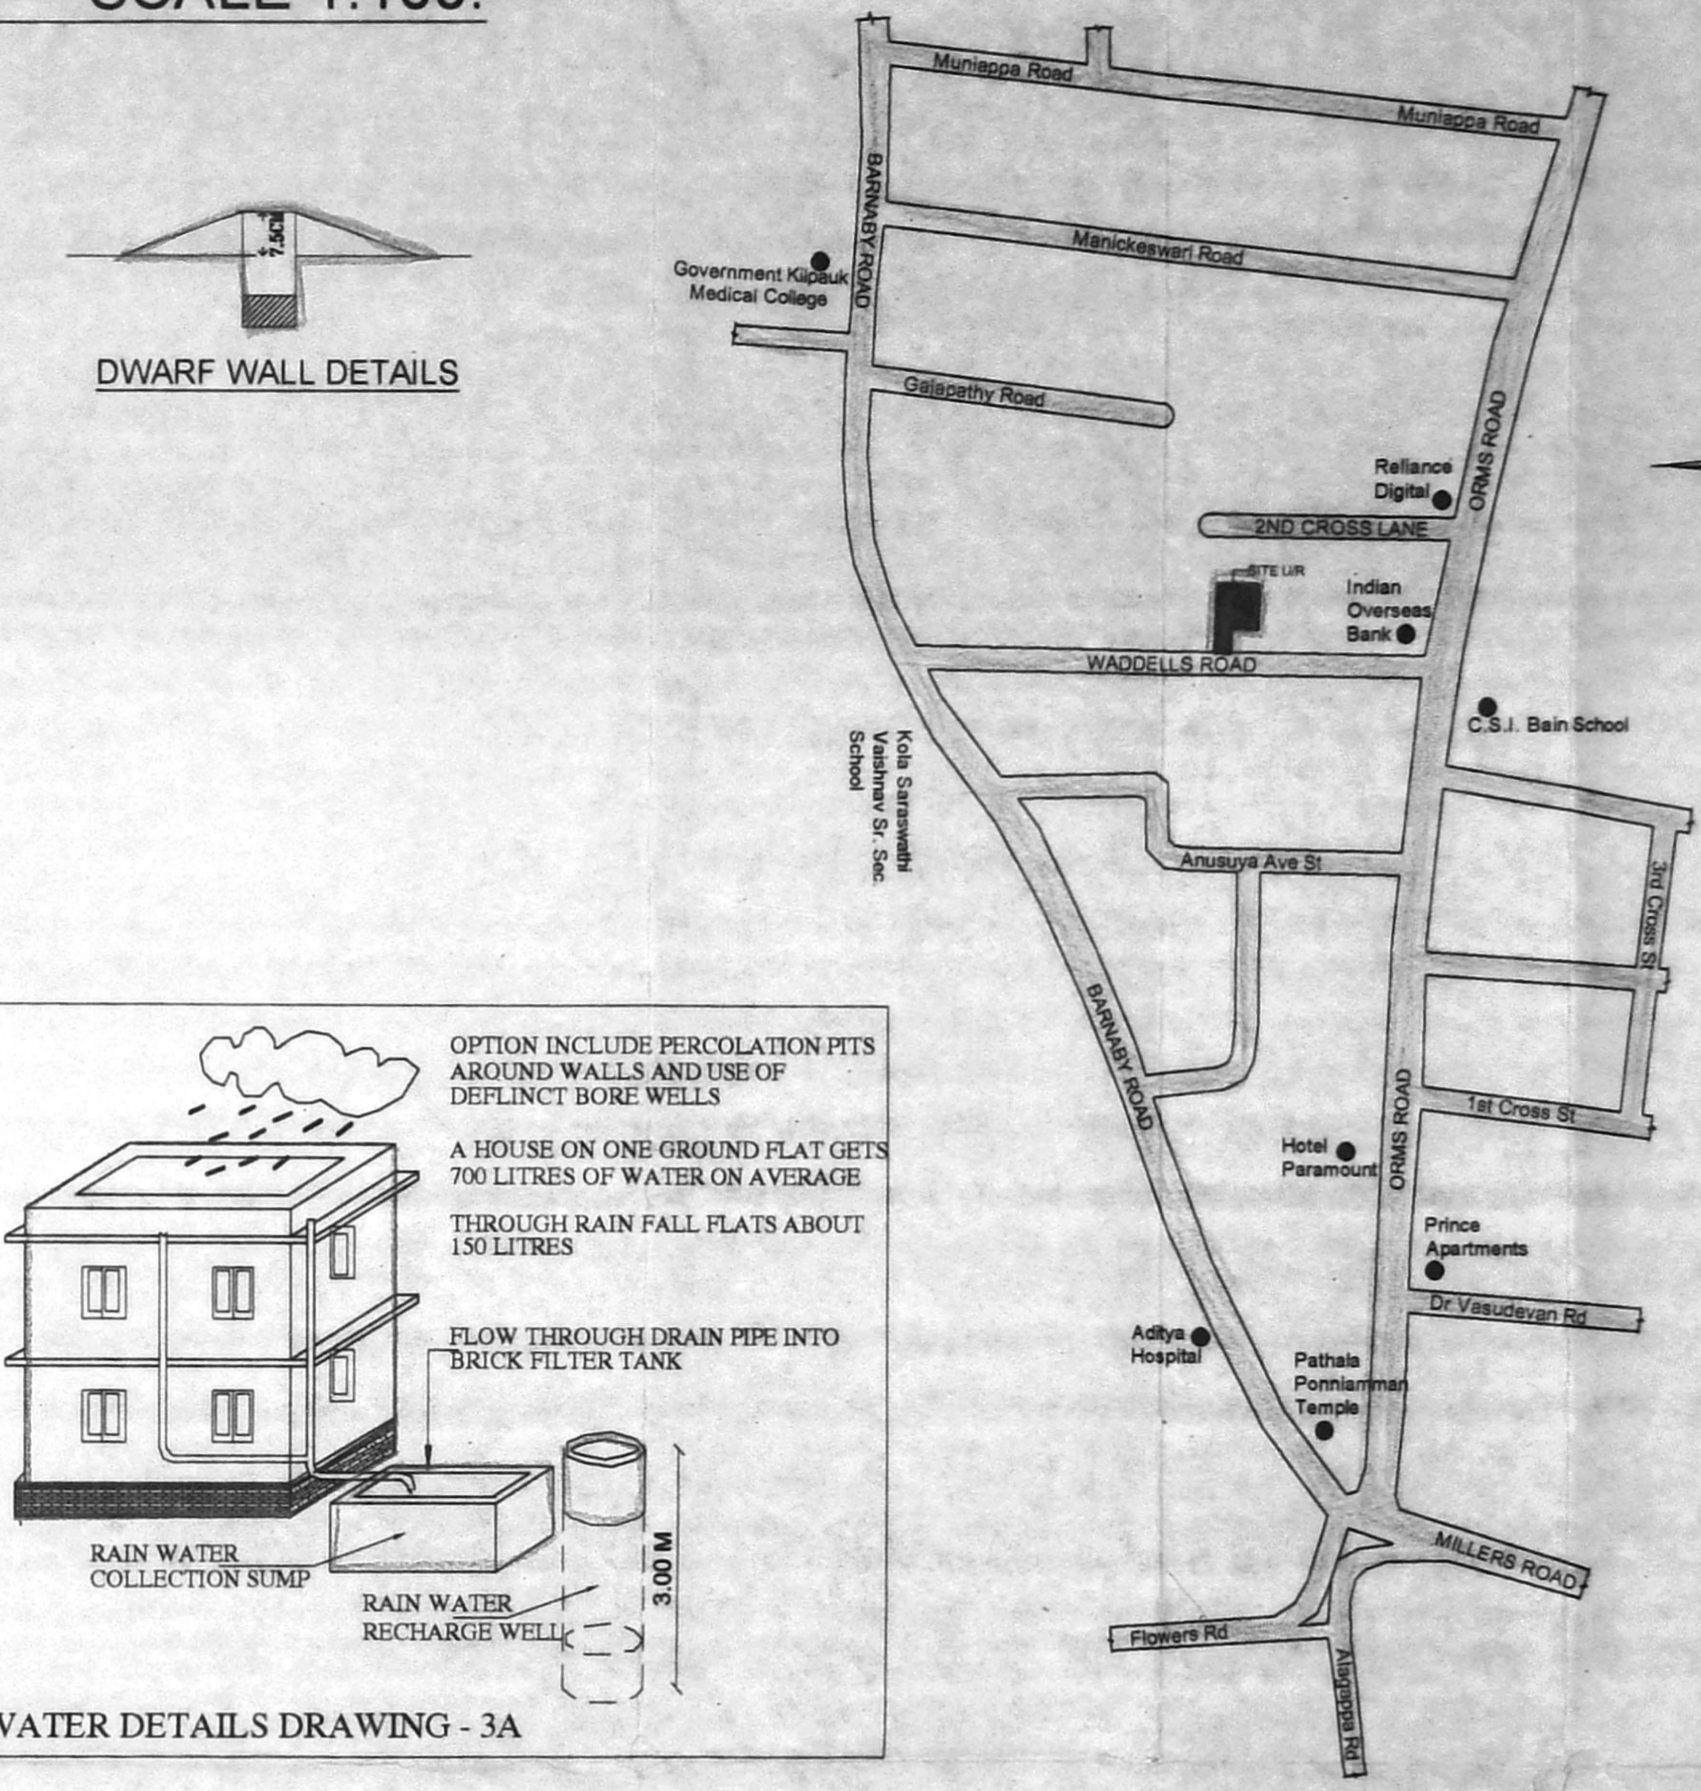 SCALE 1:100.
7.5CM
DWARF WALL DETAILS
Muniappa Road
Muniappa Road
BARNABY ROAD
Manickeswari Road
Government Kilpauk
Medical College
Gajapathy Road
ORMS ROAD
Reliance
Digital
2ND CROSS LANE
SITE U/R
Indian
Overseas
Bank
WADDELLS ROAD
C.S.I. Bain School
Kola Saraswathi
Vaishnav Sr. Sec.
School
Anusuya Ave St
3rd Cross St
BARNABY ROAD
ORMS ROAD
1st Cross St
Hotel
Paramount
Prince
Apartments
Dr Vasudevan Rd
Aditya
Hospital
Pathala
Ponniamman
Temple
MILLERS ROAD
Flowers Rd
Alagappa Rd
OPTION INCLUDE PERCOLATION PITS
AROUND WALLS AND USE OF
DEFLINCT BORE WELLS
A HOUSE ON ONE GROUND FLAT GETS
700 LITRES OF WATER ON AVERAGE
THROUGH RAIN FALL FLATS ABOUT
150 LITRES
FLOW THROUGH DRAIN PIPE INTO
BRICK FILTER TANK
RAIN WATER
COLLECTION SUMP
RAIN WATER
RECHARGE WELL
3.00 M
WATER DETAILS DRAWING - 3A